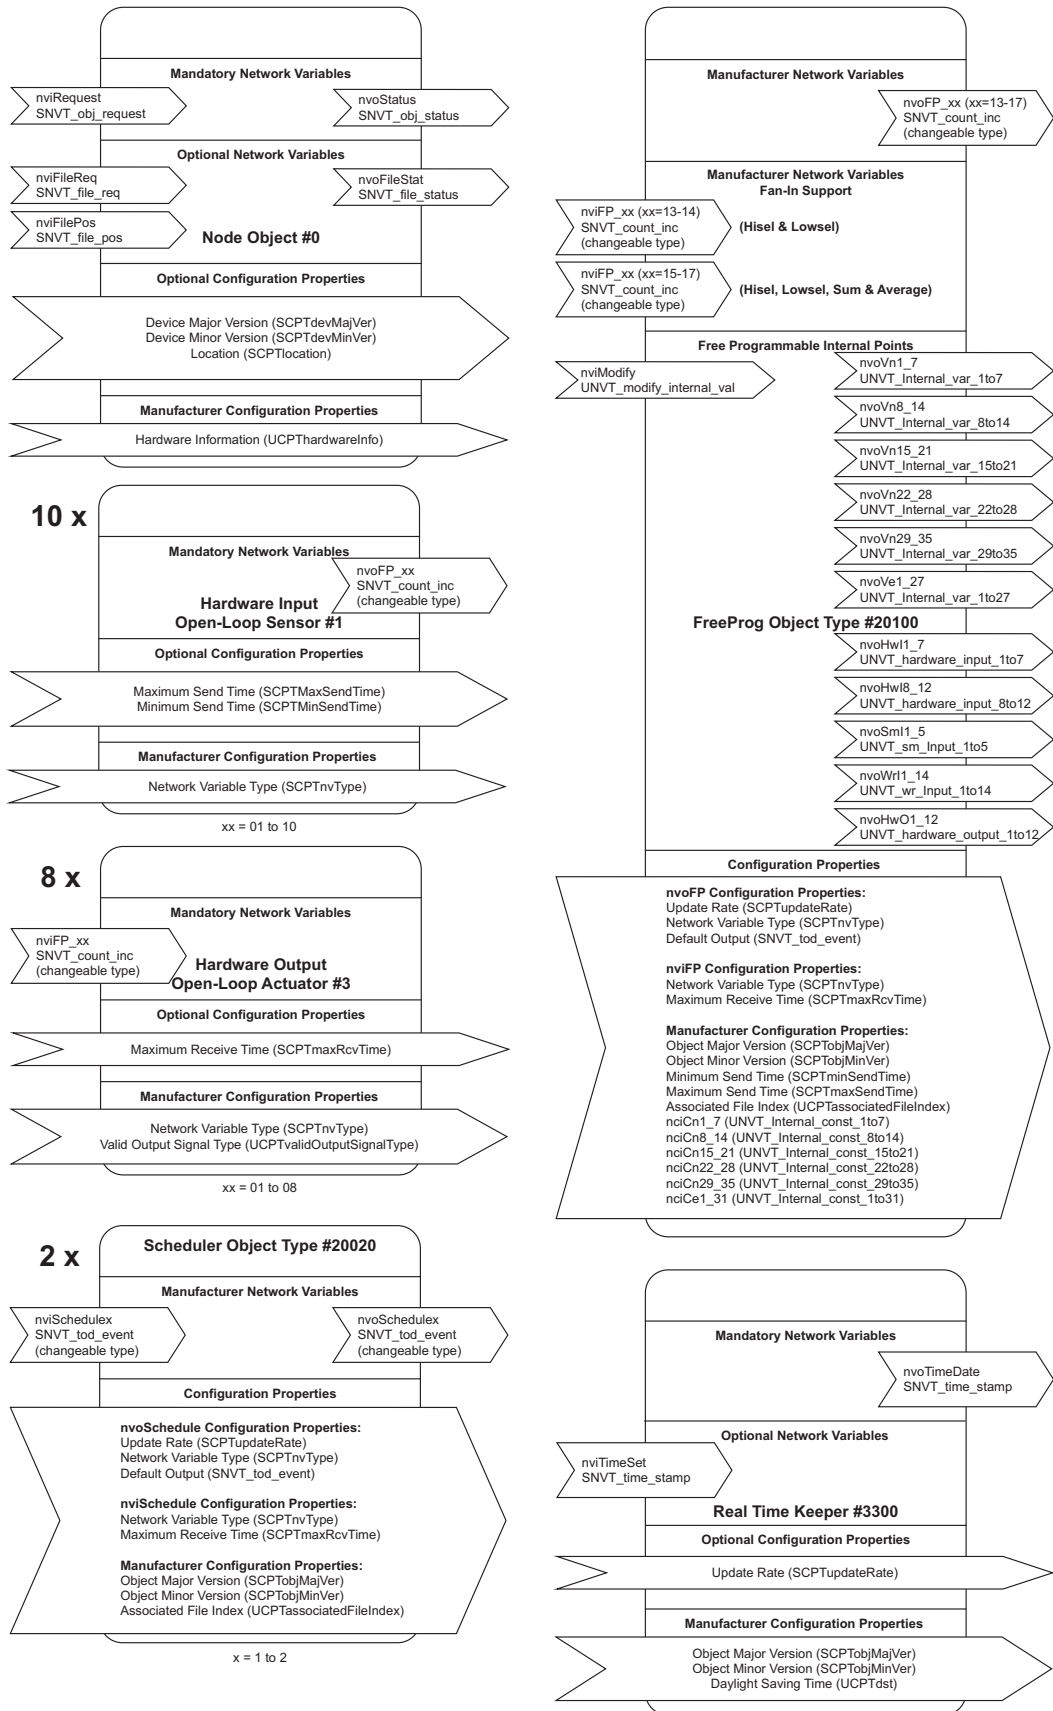 Mandatory Network Variables
nviRequest
SNVT_obj_request
nvoStatus
SNVT_obj_status
Optional Network Variables
nviFileReq
SNVT_file_req
nvoFileStat
SNVT_file_status
nviFilePos
SNVT_file_pos
Node Object #0
Optional Configuration Properties
Device Major Version (SCPTdevMajVer)
Device Minor Version (SCPTdevMinVer)
Location (SCPTlocation)
Manufacturer Configuration Properties
Hardware Information (UCPThardwareInfo)
10 x
Mandatory Network Variables
nvoFP_xx
SNVT_count_inc
(changeable type)
Hardware Input
Open-Loop Sensor #1
Optional Configuration Properties
Maximum Send Time (SCPTMaxSendTime)
Minimum Send Time (SCPTMinSendTime)
Manufacturer Configuration Properties
Network Variable Type (SCPTnvType)
xx = 01 to 10
8 x
Mandatory Network Variables
nviFP_xx
SNVT_count_inc
(changeable type)
Hardware Output
Open-Loop Actuator #3
Optional Configuration Properties
Maximum Receive Time (SCPTmaxRcvTime)
Manufacturer Configuration Properties
Network Variable Type (SCPTnvType)
Valid Output Signal Type (UCPTvalidOutputSignalType)
xx = 01 to 08
2 x
Scheduler Object Type #20020
Manufacturer Network Variables
nviSchedulex
SNVT_tod_event
(changeable type)
nvoSchedulex
SNVT_tod_event
(changeable type)
Configuration Properties
nvoSchedule Configuration Properties:
Update Rate (SCPTupdateRate)
Network Variable Type (SCPTnvType)
Default Output (SNVT_tod_event)
nviSchedule Configuration Properties:
Network Variable Type (SCPTnvType)
Maximum Receive Time (SCPTmaxRcvTime)
Manufacturer Configuration Properties:
Object Major Version (SCPTobjMajVer)
Object Minor Version (SCPTobjMinVer)
Associated File Index (UCPTassociatedFileIndex)
x = 1 to 2
Manufacturer Network Variables
nvoFP_xx (xx=13-17)
SNVT_count_inc
(changeable type)
Manufacturer Network Variables
Fan-In Support
nviFP_xx (xx=13-14)
SNVT_count_inc
(changeable type)
(Hisel & Lowsel)
nviFP_xx (xx=15-17)
SNVT_count_inc
(changeable type)
(Hisel, Lowsel, Sum & Average)
Free Programmable Internal Points
nviModify
UNVT_modify_internal_val
nvoVn1_7
UNVT_Internal_var_1to7
nvoVn8_14
UNVT_Internal_var_8to14
nvoVn15_21
UNVT_Internal_var_15to21
nvoVn22_28
UNVT_Internal_var_22to28
nvoVn29_35
UNVT_Internal_var_29to35
nvoVe1_27
UNVT_Internal_var_1to27
FreeProg Object Type #20100
nvoHwI1_7
UNVT_hardware_input_1to7
nvoHwI8_12
UNVT_hardware_input_8to12
nvoSmI1_5
UNVT_sm_Input_1to5
nvoWrI1_14
UNVT_wr_Input_1to14
nvoHwO1_12
UNVT_hardware_output_1to12
Configuration Properties
nvoFP Configuration Properties:
Update Rate (SCPTupdateRate)
Network Variable Type (SCPTnvType)
Default Output (SNVT_tod_event)
nviFP Configuration Properties:
Network Variable Type (SCPTnvType)
Maximum Receive Time (SCPTmaxRcvTime)
Manufacturer Configuration Properties:
Object Major Version (SCPTobjMajVer)
Object Minor Version (SCPTobjMinVer)
Minimum Send Time (SCPTminSendTime)
Maximum Send Time (SCPTmaxSendTime)
Associated File Index (UCPTassociatedFileIndex)
nciCn1_7 (UNVT_Internal_const_1to7)
nciCn8_14 (UNVT_Internal_const_8to14)
nciCn15_21 (UNVT_Internal_const_15to21)
nciCn22_28 (UNVT_Internal_const_22to28)
nciCn29_35 (UNVT_Internal_const_29to35)
nciCe1_31 (UNVT_Internal_const_1to31)
Mandatory Network Variables
nvoTimeDate
SNVT_time_stamp
Optional Network Variables
nviTimeSet
SNVT_time_stamp
Real Time Keeper #3300
Optional Configuration Properties
Update Rate (SCPTupdateRate)
Manufacturer Configuration Properties
Object Major Version (SCPTobjMajVer)
Object Minor Version (SCPTobjMinVer)
Daylight Saving Time (UCPTdst)